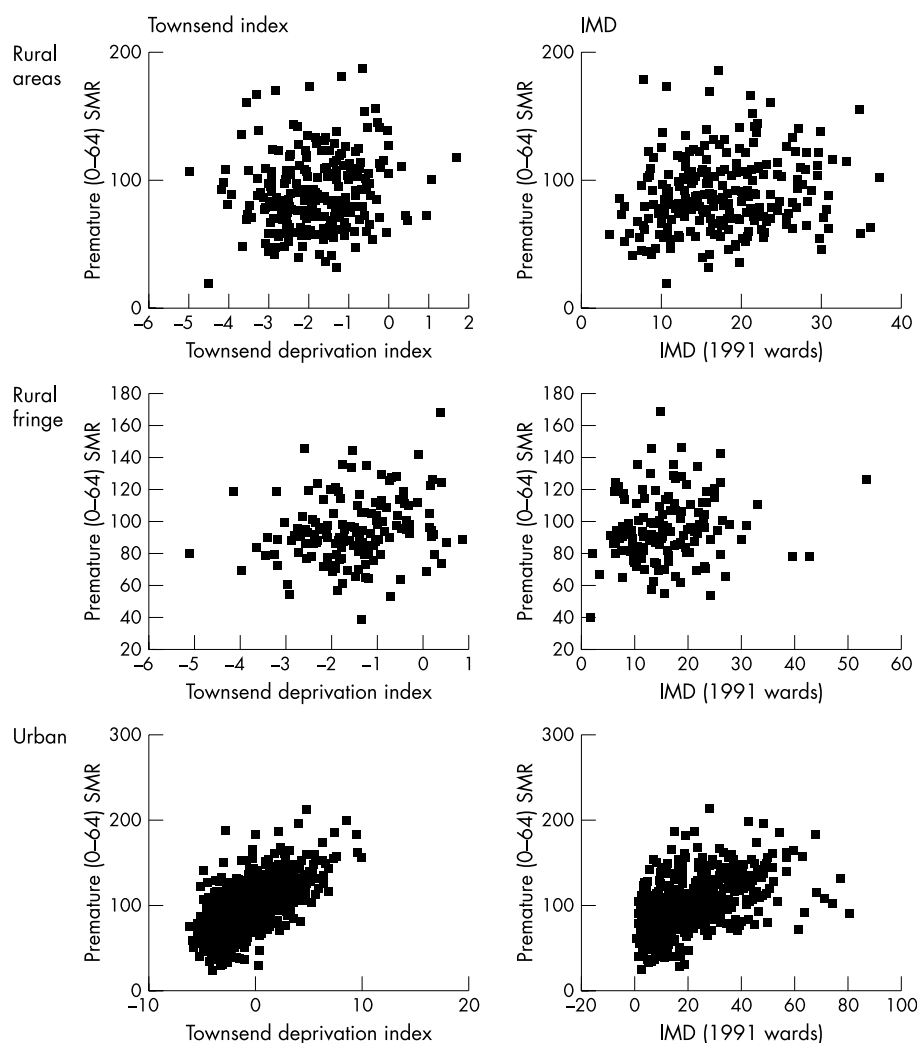 Townsend index
IMD
Rural
areas
Premature (0–64) SMR
200
100
0
–6 –5 –4 –3 –2 –1 0 1 2
Townsend deprivation index
Premature (0–64) SMR
200
100
0
0 10 20 30 40
IMD (1991 wards)
Rural
fringe
Premature (0–64) SMR
180
160
140
120
100
80
60
40
20
–6 –5 –4 –3 –2 –1 0 1
Townsend deprivation index
Premature (0–64) SMR
180
160
140
120
100
80
60
40
20
0 10 20 30 40 50 60
IMD (1991 wards)
Urban
Premature (0–64) SMR
300
200
100
0
–10 0 10 20
Townsend deprivation index
Premature (0–64) SMR
300
200
100
0
–20 0 20 40 60 80 100
IMD (1991 wards)